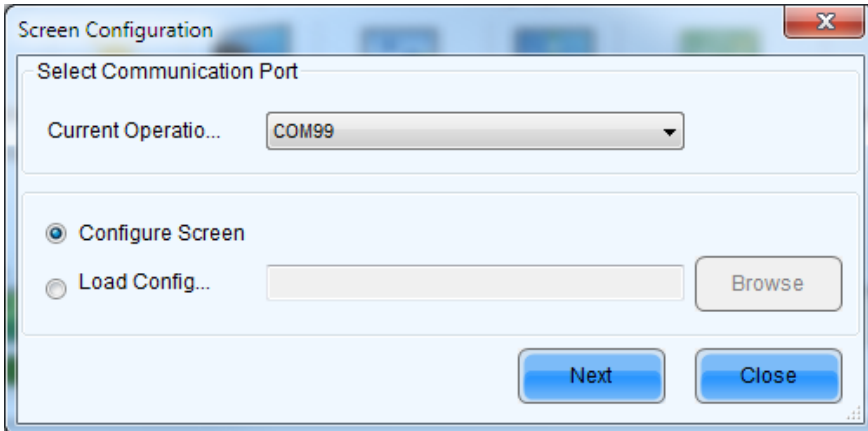 Screen Configuration
Select Communication Port
Current Operatio... COM99
Configure Screen
Load Config... Browse
Next Close